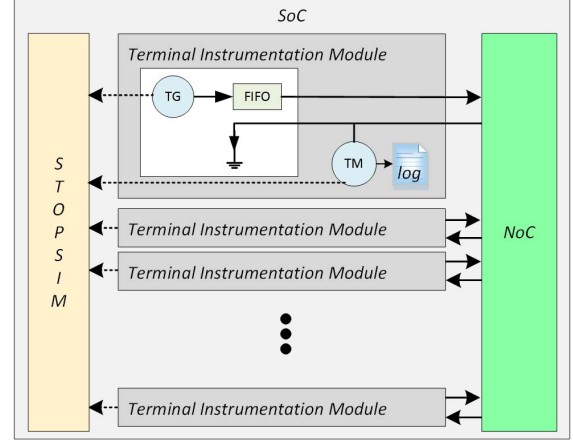 SoC
Terminal Instrumentation Module
TG
FIFO
TM
log
Terminal Instrumentation Module
Terminal Instrumentation Module
Terminal Instrumentation Module
S
T
O
P
S
I
M
NoC